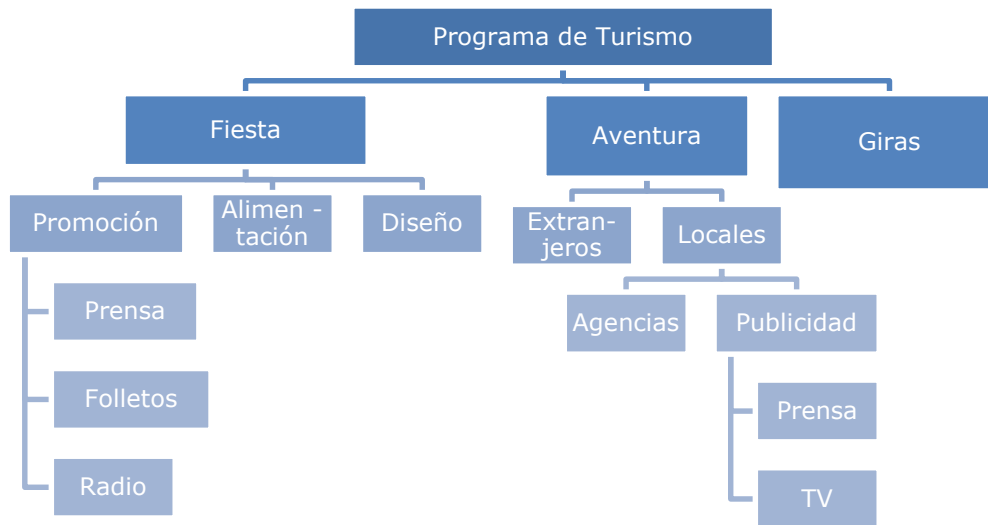 Programa de Turismo
Fiesta
Aventura
Giras
Promoción
Alimen -
tación
Diseño
Extran-
jeros
Locales
Prensa
Folletos
Radio
Agencias
Publicidad
Prensa
TV